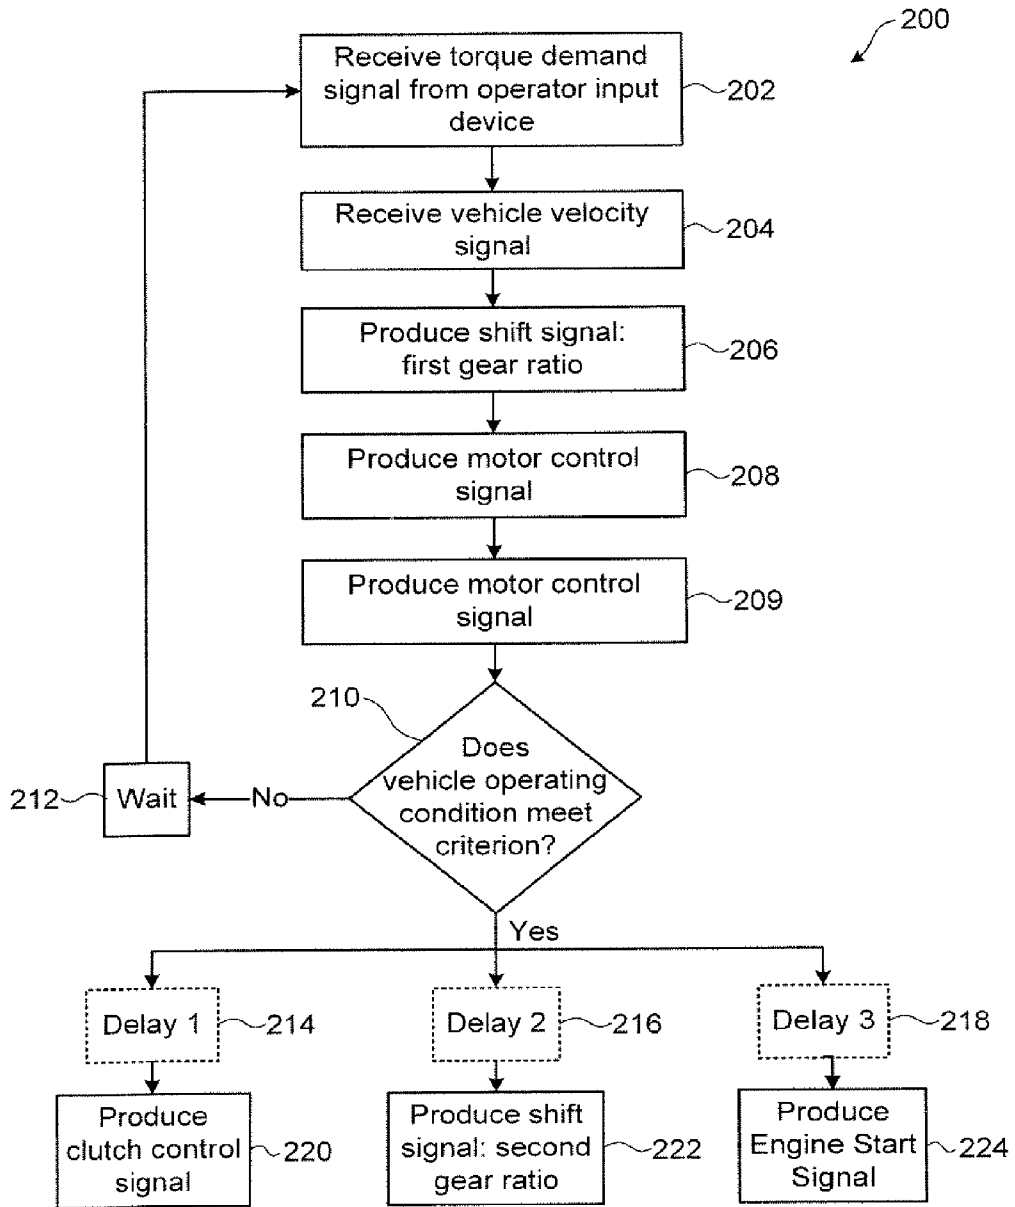 200
Receive torque demand
signal from operator input
device
202
Receive vehicle velocity
signal
204
Produce shift signal:
first gear ratio
206
Produce motor control
signal
208
Produce motor control
signal
209
210
Does
vehicle operating
condition meet
criterion?
212
Wait
No
Yes
Delay 1
214
Delay 2
216
Delay 3
218
Produce
clutch control
signal
220
Produce shift
signal: second
gear ratio
222
Produce
Engine Start
Signal
224